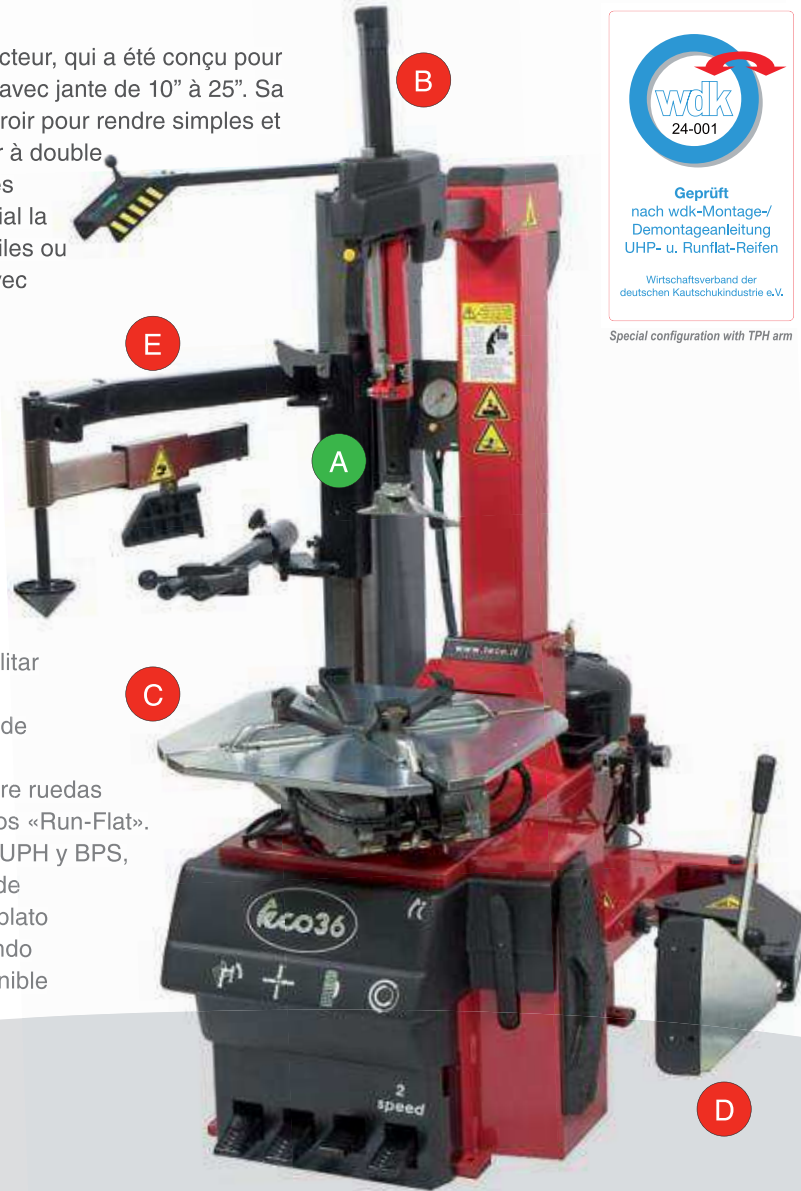 cteur, qui a été conçu pour
avec jante de 10” à 25”. Sa
roir pour rendre simples et
r à double
es
ial la
iles ou
vec
B
wdk
24-001
Geprüft
nach wdk-Montage-/
Demontageanleitung
UHP- u. Runflat-Reifen
Wirtschaftsverband der
deutschen Kautschukindustrie e.V.
Special configuration with TPH arm
E
A
www.teco.it
litar
C
de
re ruedas
os «Run-Flat».
UPH y BPS,
de
plato
ndo
nible
teco36
2
speed
D